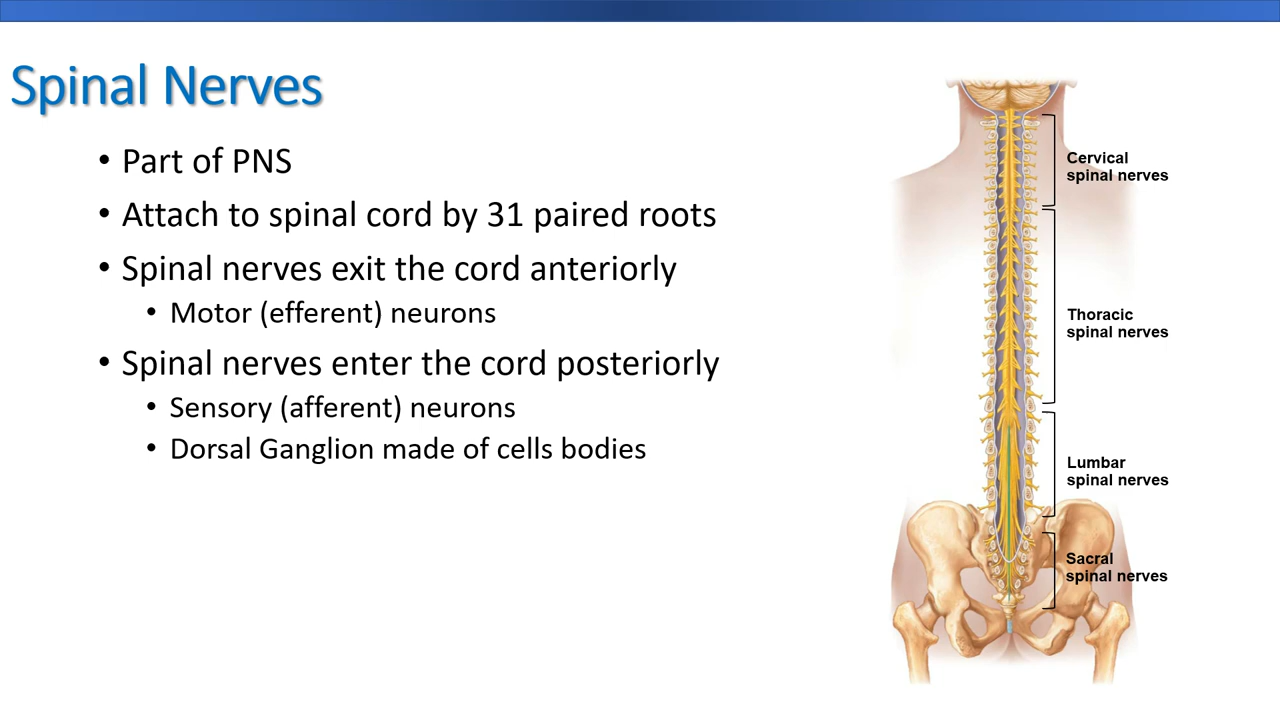 Spinal Nerves
• Part of PNS
• Attach to spinal cord by 31 paired roots
• Spinal nerves exit the cord anteriorly
• Motor (efferent) neurons
• Spinal nerves enter the cord posteriorly
• Sensory (afferent) neurons
• Dorsal Ganglion made of cells bodies
Cervical
spinal nerves
Thoracic
spinal nerves
Lumbar
spinal nerves
Sacral
spinal nerves